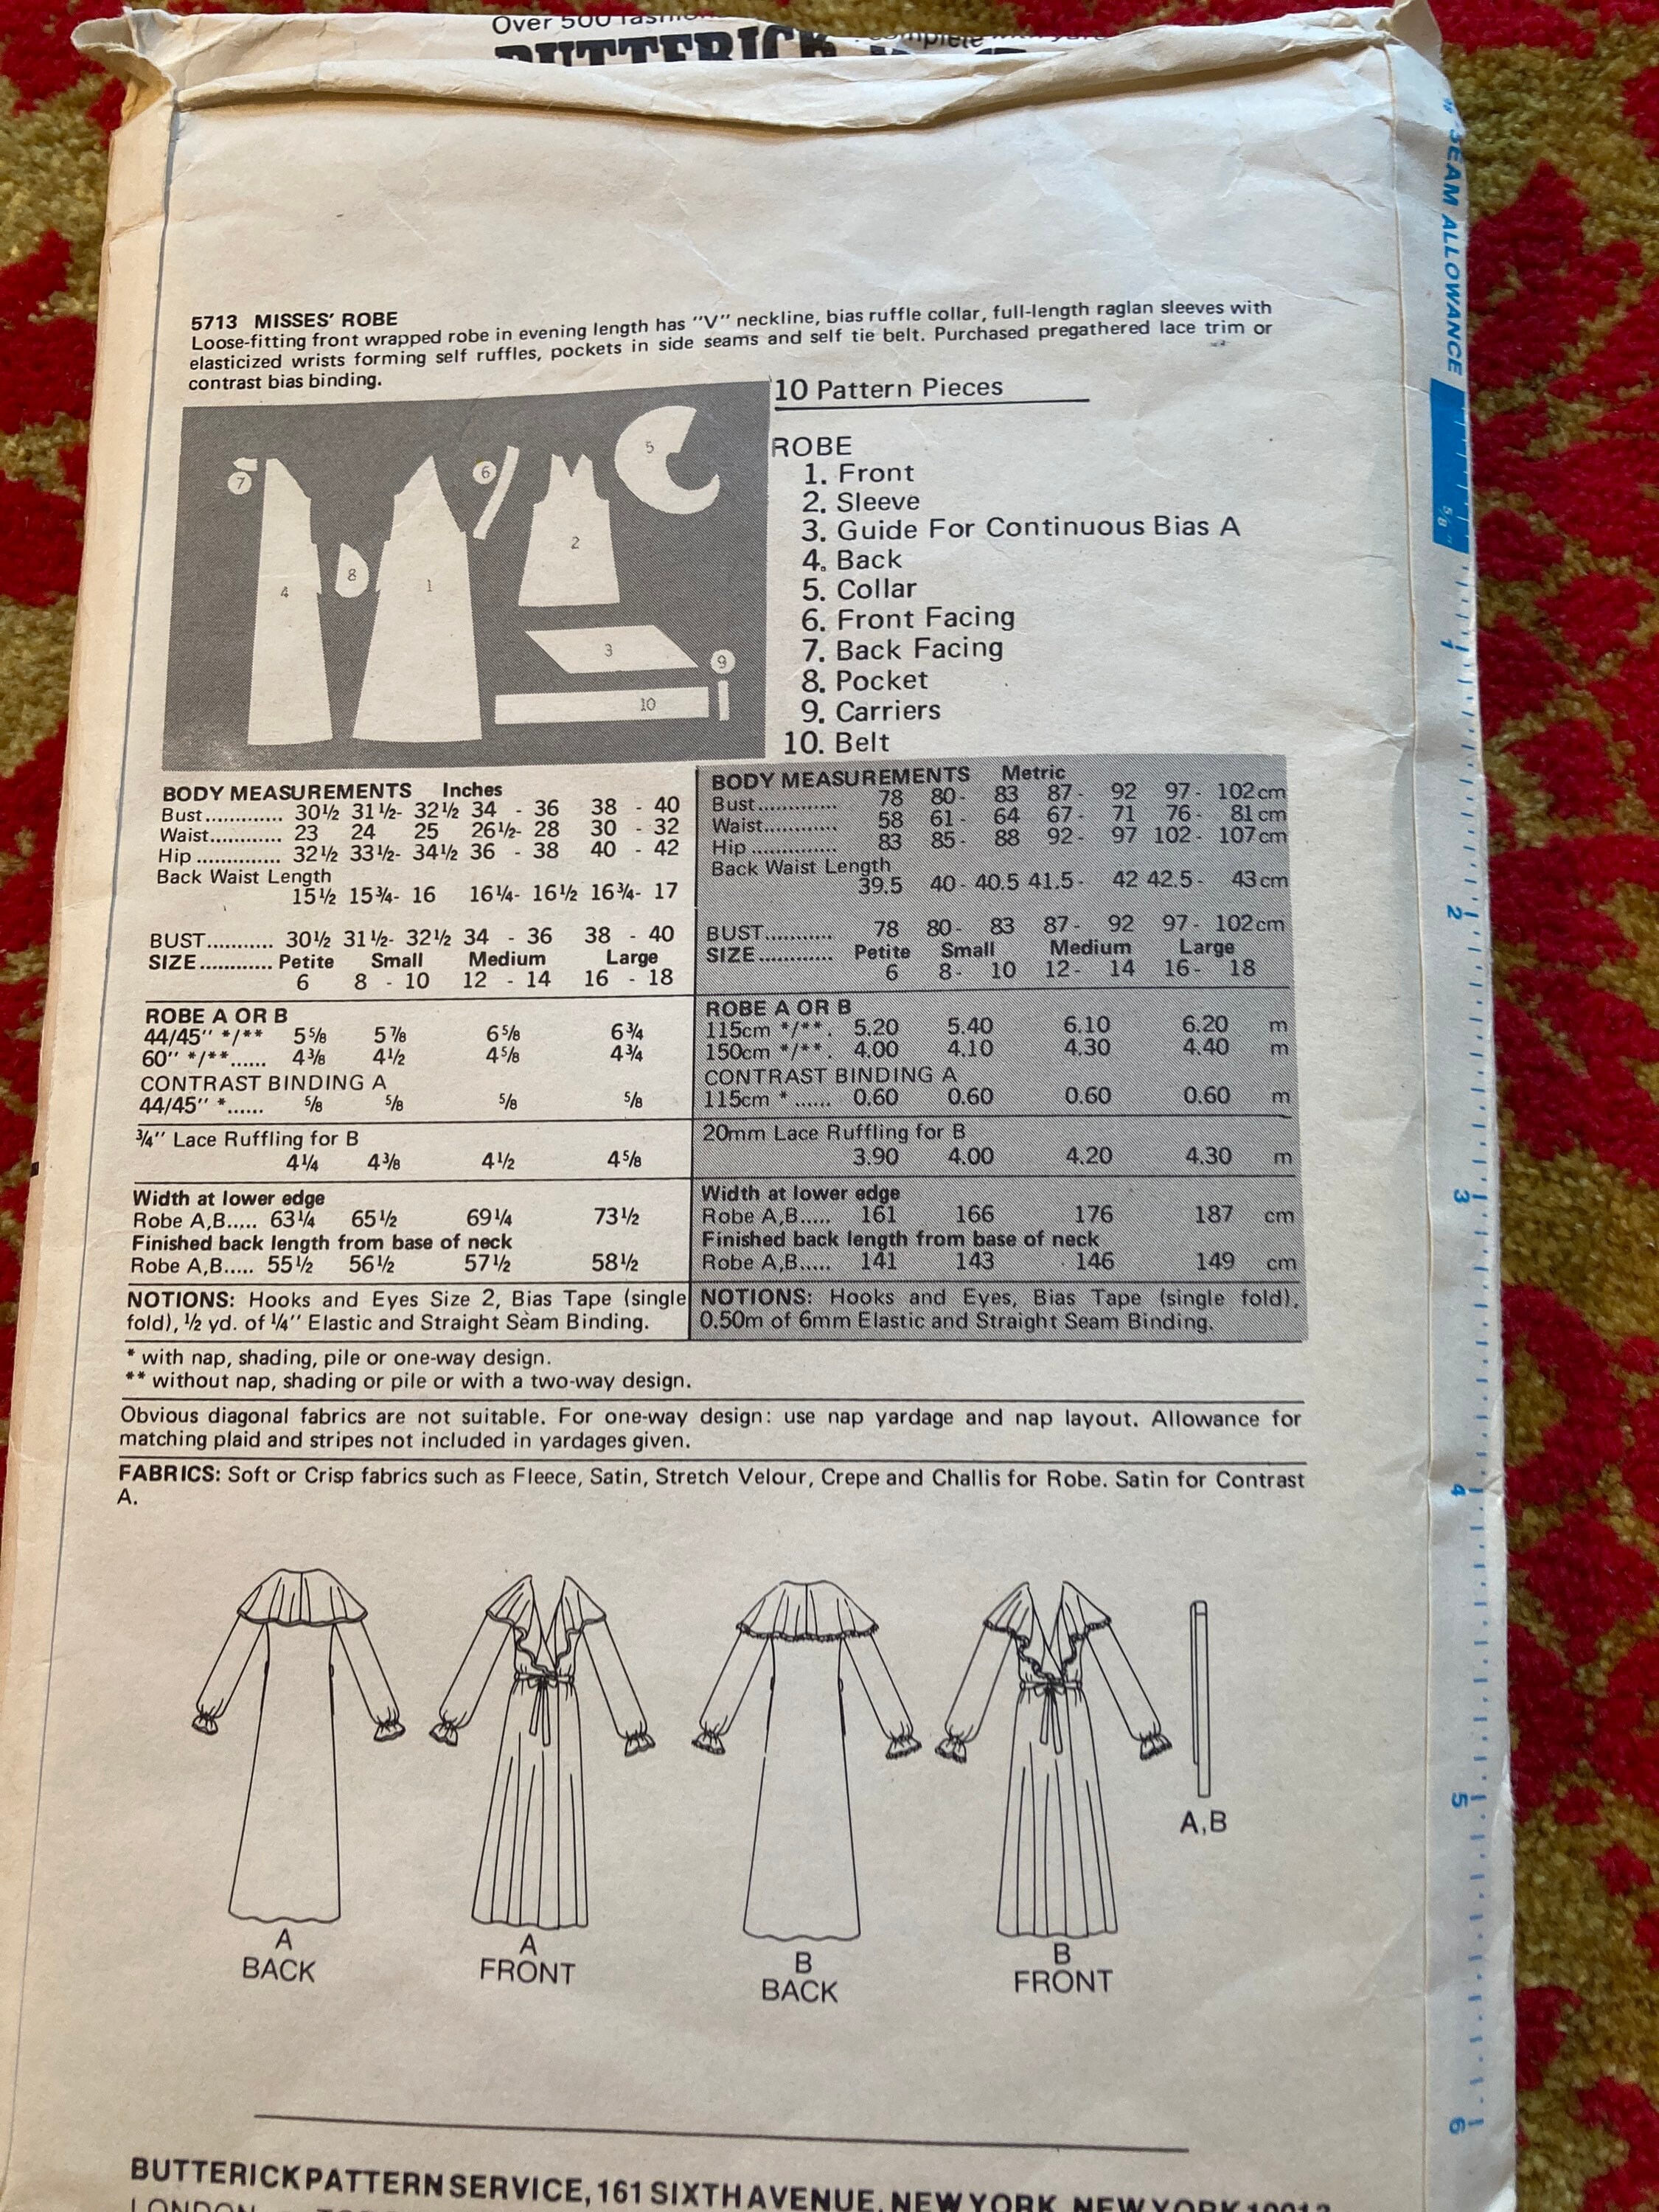 Over 500
BUTTERICK
complete
SEAM ALLOWANCE
5/8"
1
2
3
4
5
6
5713 MISSES' ROBE
Loose-fitting front wrapped robe in evening length has "V" neckline, bias ruffle collar, full-length raglan sleeves with
elasticized wrists forming self ruffles, pockets in side seams and self tie belt. Purchased pregathered lace trim or
contrast bias binding.
10 Pattern Pieces
ROBE
1. Front
2. Sleeve
3. Guide For Continuous Bias A
4. Back
5. Collar
6. Front Facing
7. Back Facing
8. Pocket
9. Carriers
10. Belt
7
4
8
1
6
2
5
3
9
10
BODY MEASUREMENTS Inches
Bust............. 30½ 31½- 32½ 34 - 36 38 - 40
Waist............ 23 24 25 26½- 28 30 - 32
Hip .............. 32½ 33½- 34½ 36 - 38 40 - 42
Back Waist Length
15½ 15¾- 16 16¼- 16½ 16¾- 17
BUST........... 30½ 31½- 32½ 34 - 36 38 - 40
SIZE............ Petite Small Medium Large
6 8 - 10 12 - 14 16 - 18
ROBE A OR B
44/45" */** 5⅝ 5⅞ 6⅝ 6¾
60" */**...... 4⅜ 4½ 4⅝ 4¾
CONTRAST BINDING A
44/45" *...... ⅝ ⅝ ⅝ ⅝
¾" Lace Ruffling for B
4¼ 4⅜ 4½ 4⅝
Width at lower edge
Robe A,B..... 63¼ 65½ 69¼ 73½
Finished back length from base of neck
Robe A,B..... 55½ 56½ 57½ 58½
NOTIONS: Hooks and Eyes Size 2, Bias Tape (single
fold), ½ yd. of ¼" Elastic and Straight Seam Binding.
BODY MEASUREMENTS Metric
Bust............. 78 80- 83 87- 92 97- 102cm
Waist............ 58 61- 64 67- 71 76- 81cm
Hip .............. 83 85- 88 92- 97 102- 107cm
Back Waist Length
39.5 40- 40.5 41.5- 42 42.5- 43cm
BUST........... 78 80- 83 87- 92 97- 102cm
SIZE............ Petite Small Medium Large
6 8- 10 12- 14 16- 18
ROBE A OR B
115cm */**. 5.20 5.40 6.10 6.20 m
150cm */**. 4.00 4.10 4.30 4.40 m
CONTRAST BINDING A
115cm * ...... 0.60 0.60 0.60 0.60 m
20mm Lace Ruffling for B
3.90 4.00 4.20 4.30 m
Width at lower edge
Robe A,B..... 161 166 176 187 cm
Finished back length from base of neck
Robe A,B..... 141 143 146 149 cm
NOTIONS: Hooks and Eyes, Bias Tape (single fold),
0.50m of 6mm Elastic and Straight Seam Binding.
* with nap, shading, pile or one-way design.
** without nap, shading or pile or with a two-way design.
Obvious diagonal fabrics are not suitable. For one-way design: use nap yardage and nap layout. Allowance for
matching plaid and stripes not included in yardages given.
FABRICS: Soft or Crisp fabrics such as Fleece, Satin, Stretch Velour, Crepe and Challis for Robe. Satin for Contrast
A.
A
BACK
A
FRONT
B
BACK
B
FRONT
A,B
BUTTERICK PATTERN SERVICE, 161 SIXTH AVENUE, NEW YORK, NEW YORK 10013
LONDON